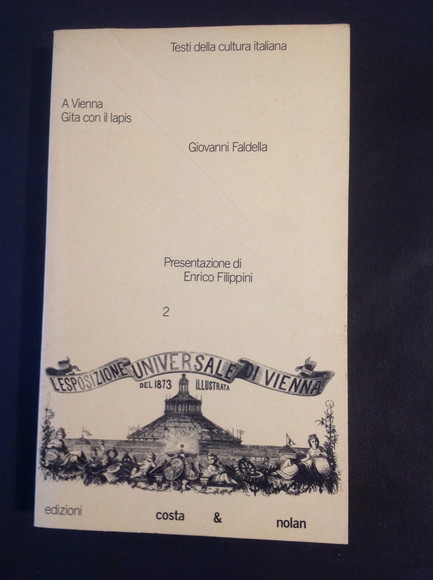 Testi della cultura italiana
A Vienna
Gita con il lapis
Giovanni Faldella
Presentazione di
Enrico Filippini
2
L'ESPOSIZIONE UNIVERSALE DI VIENNA
DEL 1873 ILLUSTRATA
edizioni costa & nolan